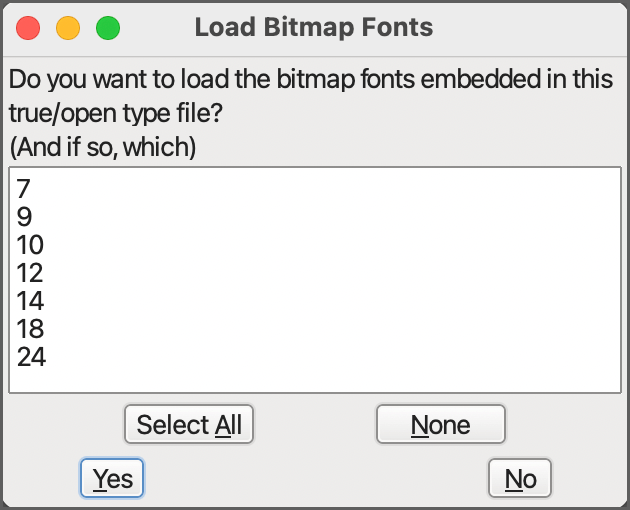 Load Bitmap Fonts
Do you want to load the bitmap fonts embedded in this
true/open type file?
(And if so, which)
7
9
10
12
14
18
24
Select All
None
Yes
No